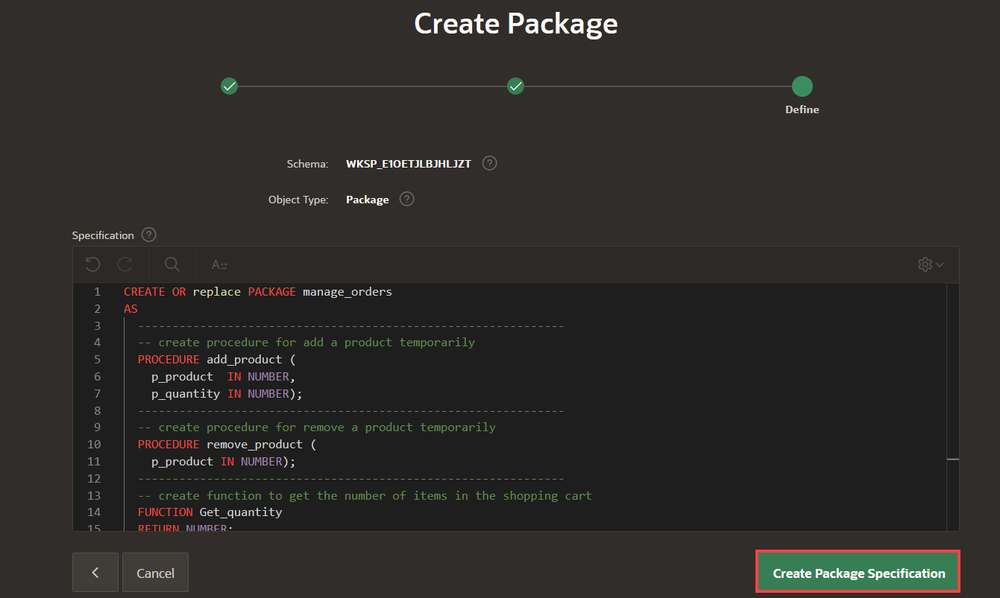 Create Package
Define
Schema: WKSP_E1OETJLBJHLJZT ?
Object Type: Package ?
Specification ?
A::
1 CREATE OR replace PACKAGE manage_orders
2 AS
3 --------------------------------------------------------------
4 -- create procedure for add a product temporarily
5 PROCEDURE add_product (
6 p_product  IN NUMBER,
7 p_quantity IN NUMBER);
8 --------------------------------------------------------------
9 -- create procedure for remove a product temporarily
10 PROCEDURE remove_product (
11 p_product IN NUMBER);
12 --------------------------------------------------------------
13 -- create function to get the number of items in the shopping cart
14 FUNCTION Get_quantity
15 RETURN NUMBER;
Cancel
Create Package Specification